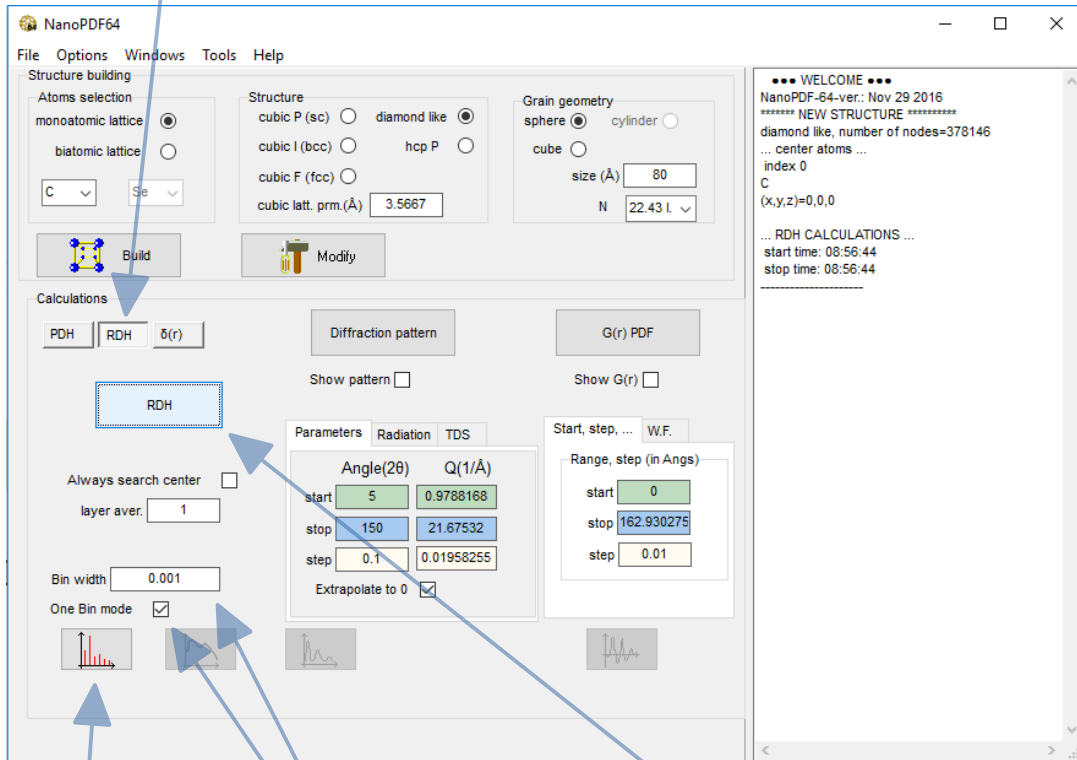 NanoPDF64
File Options Windows Tools Help
Structure building
Atoms selection
monoatomic lattice
biatomic lattice
C
Se
Structure
cubic P (sc) diamond like
cubic I (bcc) hcp P
cubic F (fcc)
cubic latt. prm.(Å) 3.5667
Grain geometry
sphere cylinder
cube
size (Å) 80
N 22.43 l.
Build
Modify
Calculations
PDH RDH δ(r)
RDH
Always search center
layer aver. 1
Bin width 0.001
One Bin mode
Diffraction pattern
Show pattern
Parameters Radiation TDS
Angle(2θ) Q(1/Å)
start 5 0.9788168
stop 150 21.67532
step 0.1 0.01958255
Extrapolate to 0
G(r) PDF
Show G(r)
Start, step, ... W.F.
Range, step (in Angs)
start 0
stop 162.930275
step 0.01
••• WELCOME •••
NanoPDF-64-ver.: Nov 29 2016
******* NEW STRUCTURE **********
diamond like, number of nodes=378146
... center atoms ...
index 0
C
(x,y,z)=0,0,0
... RDH CALCULATIONS ...
start time: 08:56:44
stop time: 08:56:44
---------------------